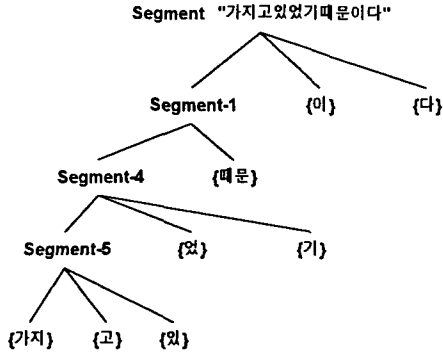 Segment "가지고있었기때문이다"
Segment-1 {이} {다}
Segment-4 {때문}
Segment-5 {었} {기}
{가지} {고} {있}